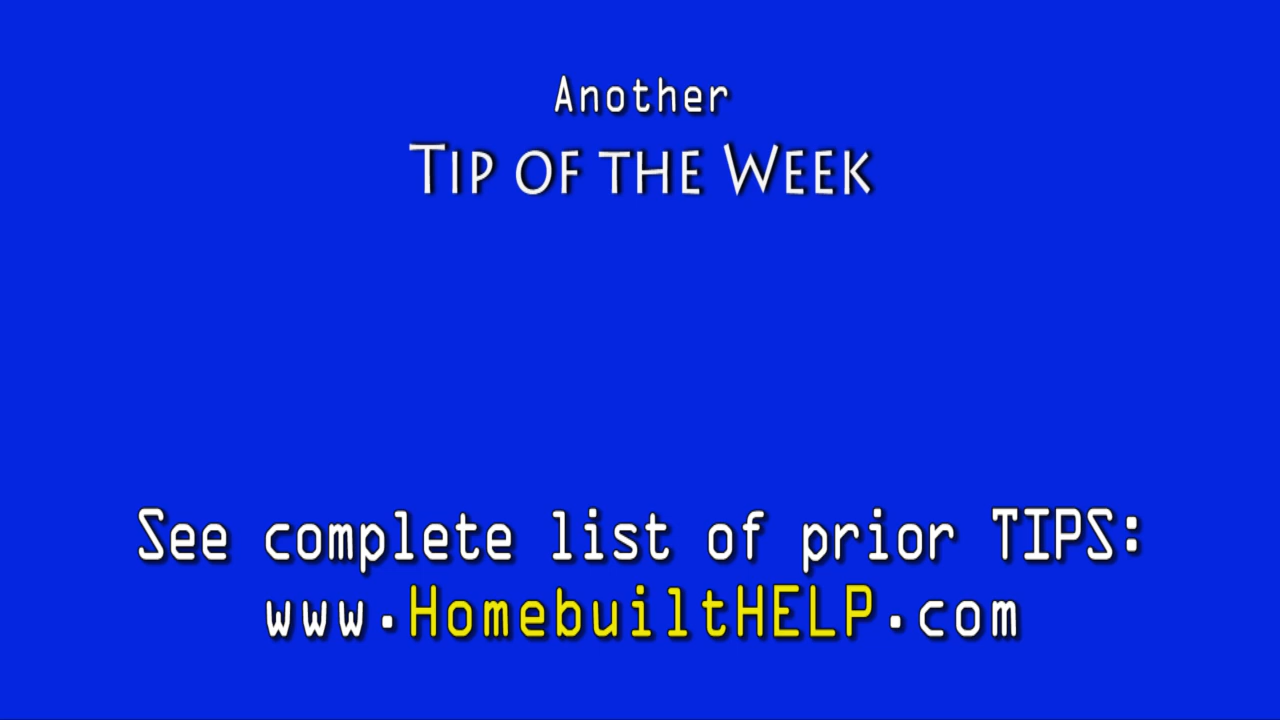 Another
TIP OF THE WEEK
See complete list of prior TIPS:
www.HomebuiltHELP.com